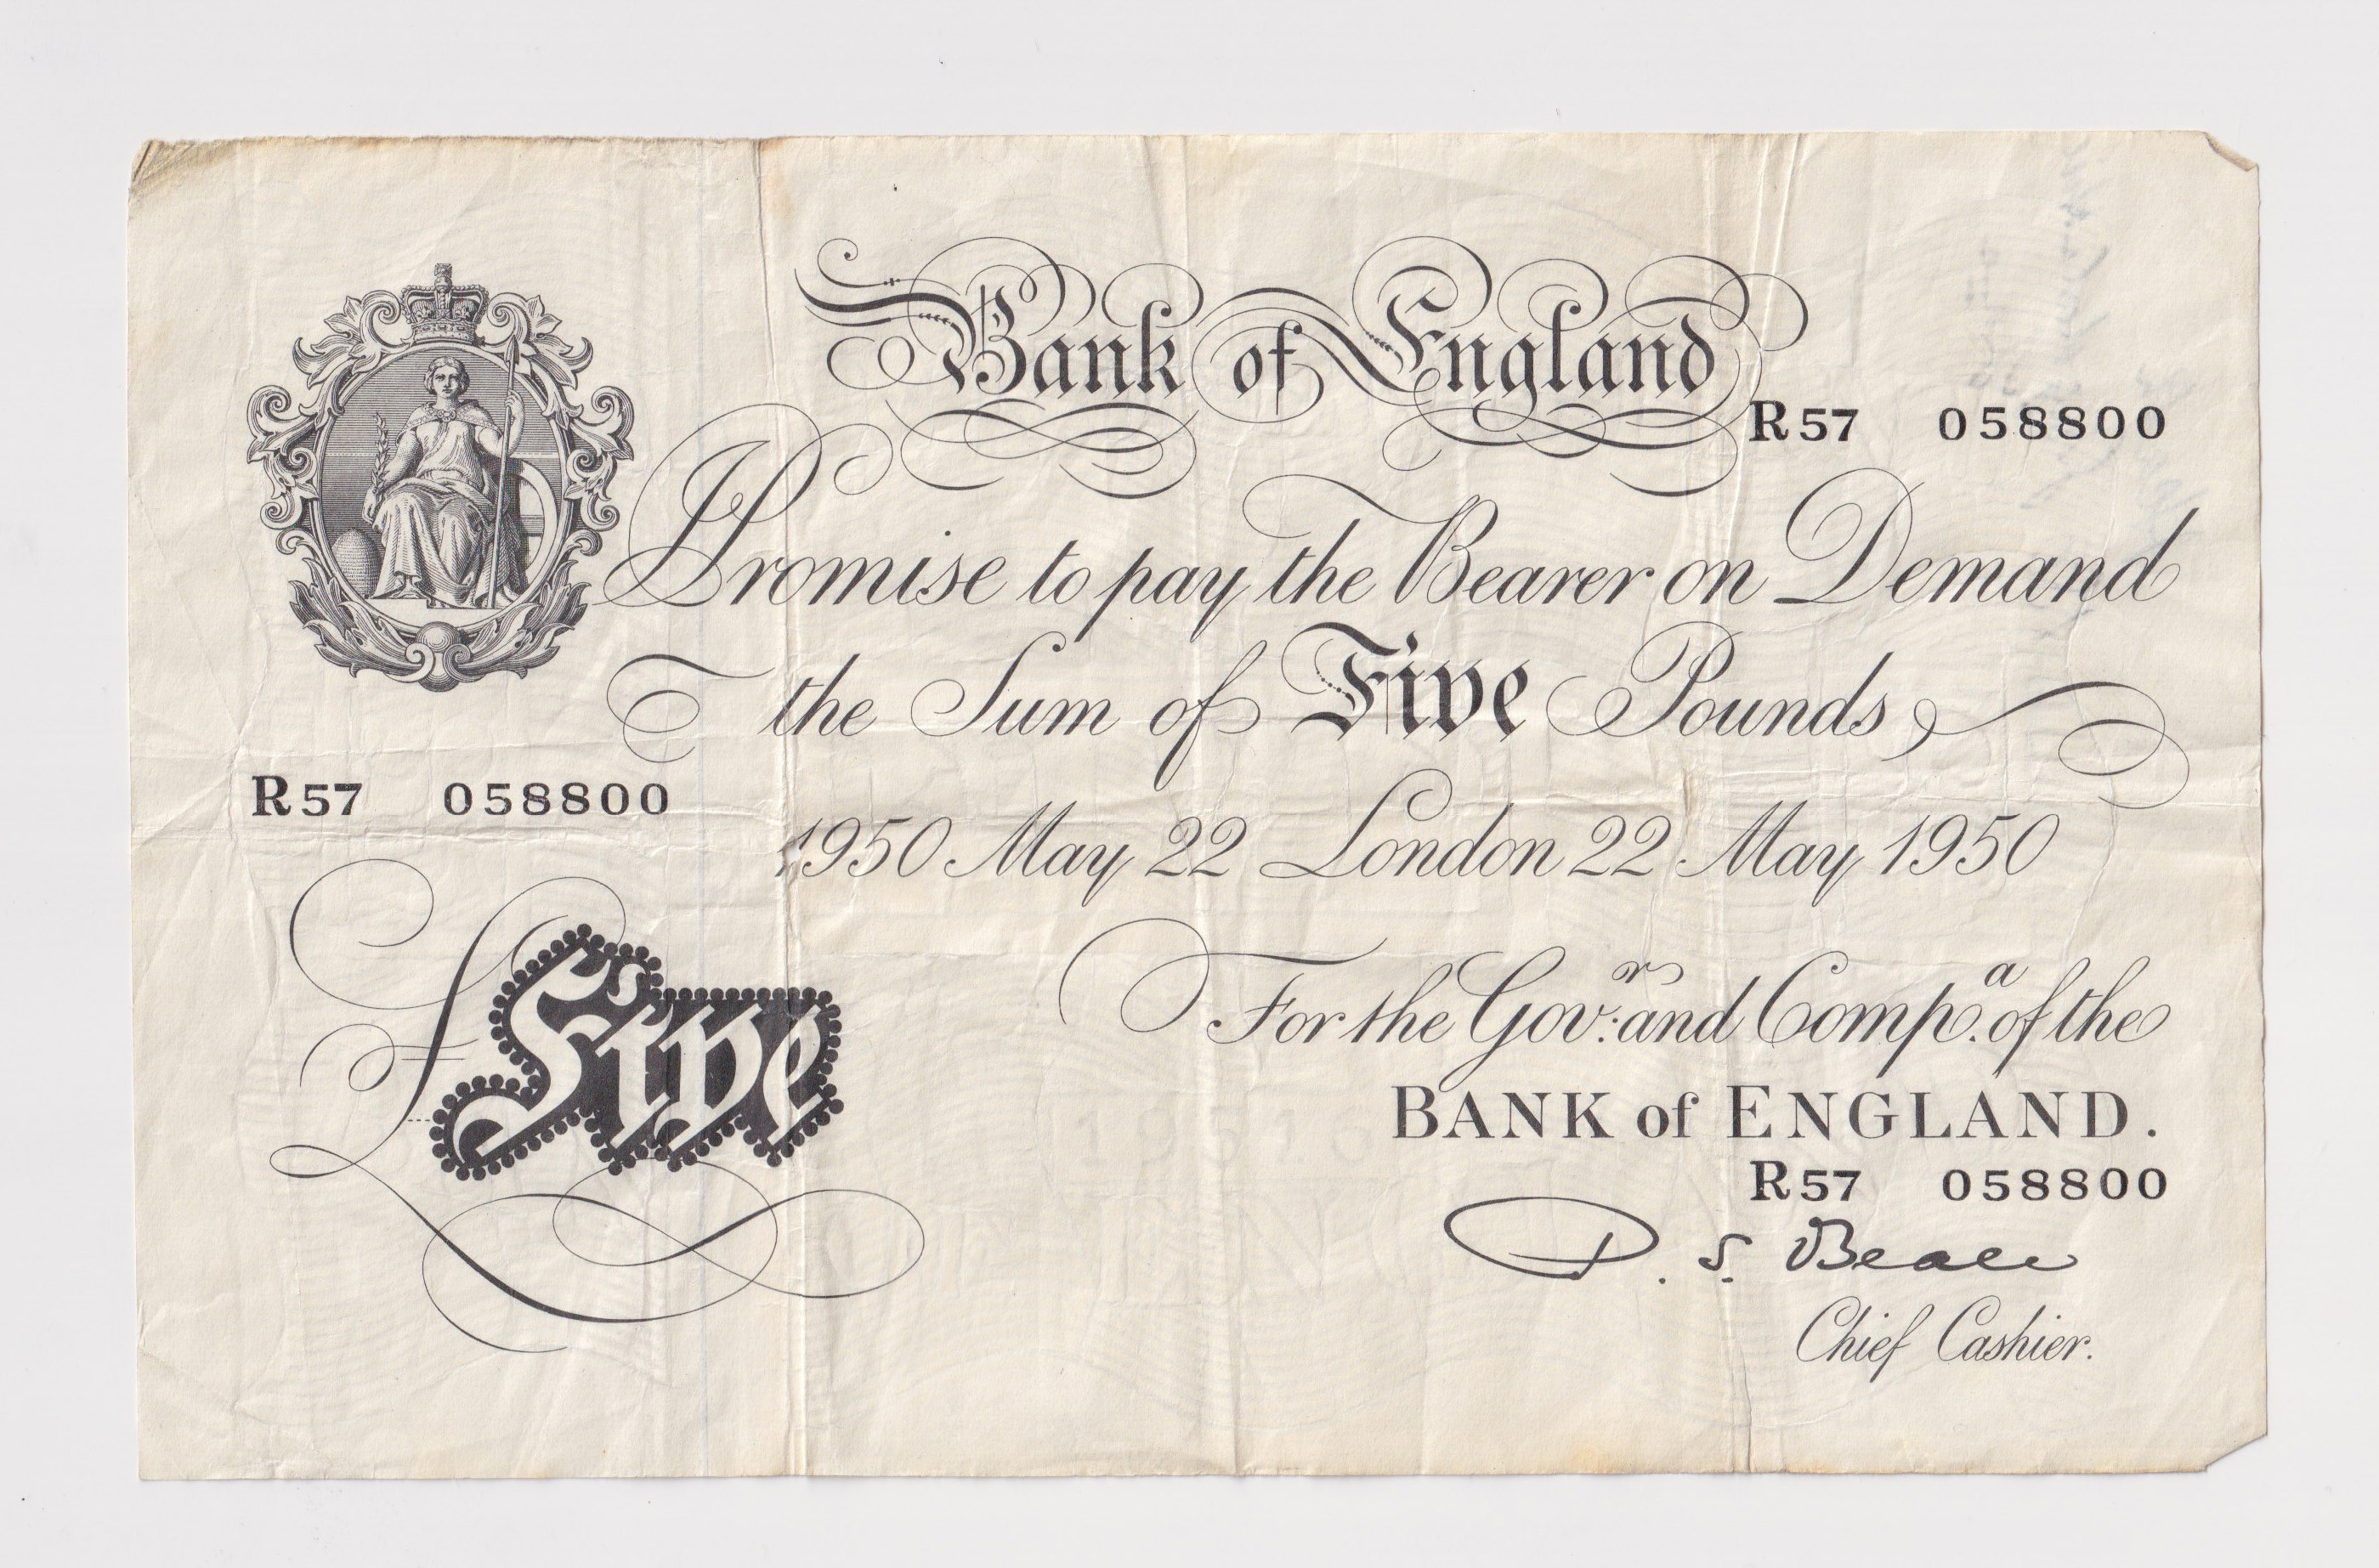 Bank of England
R57 058800
I Promise to pay the Bearer on Demand
the Sum of Five Pounds
R57 058800
1950 May 22 London 22 May 1950
£Five
For the Gov.r and Comp.a of the
BANK of ENGLAND.
R57 058800
P. S. Beale
Chief Cashier.